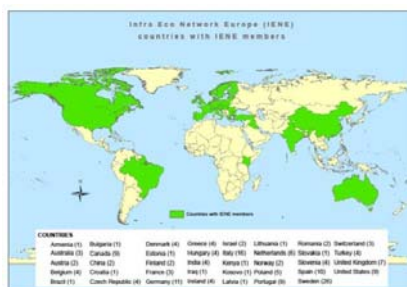 Infra Eco Network Europe (IENE)
countries with IENE members
Countries with IENE members
COUNTRIES
Armenia (1) Bulgaria (1) Denmark (4) Greece (4) Israel (2) Lithuania (1) Romania (2) Switzerland (3)
Australia (3) Canada (9) Estonia (1) Hungary (4) Italy (16) Kenya (1) Netherlands (6) Slovakia (1) Turkey (4)
Austria (2) China (2) Finland (2) India (4) Norway (2) Slovenia (4) United Kingdom (7)
Belgium (4) Croatia (1) France (3) Iraq (1) Kosovo (1) Poland (5) Spain (10) United States (9)
Brazil (1) Czech Republic (4) Germany (11) Ireland (4) Latvia (1) Portugal (9) Sweden (26)